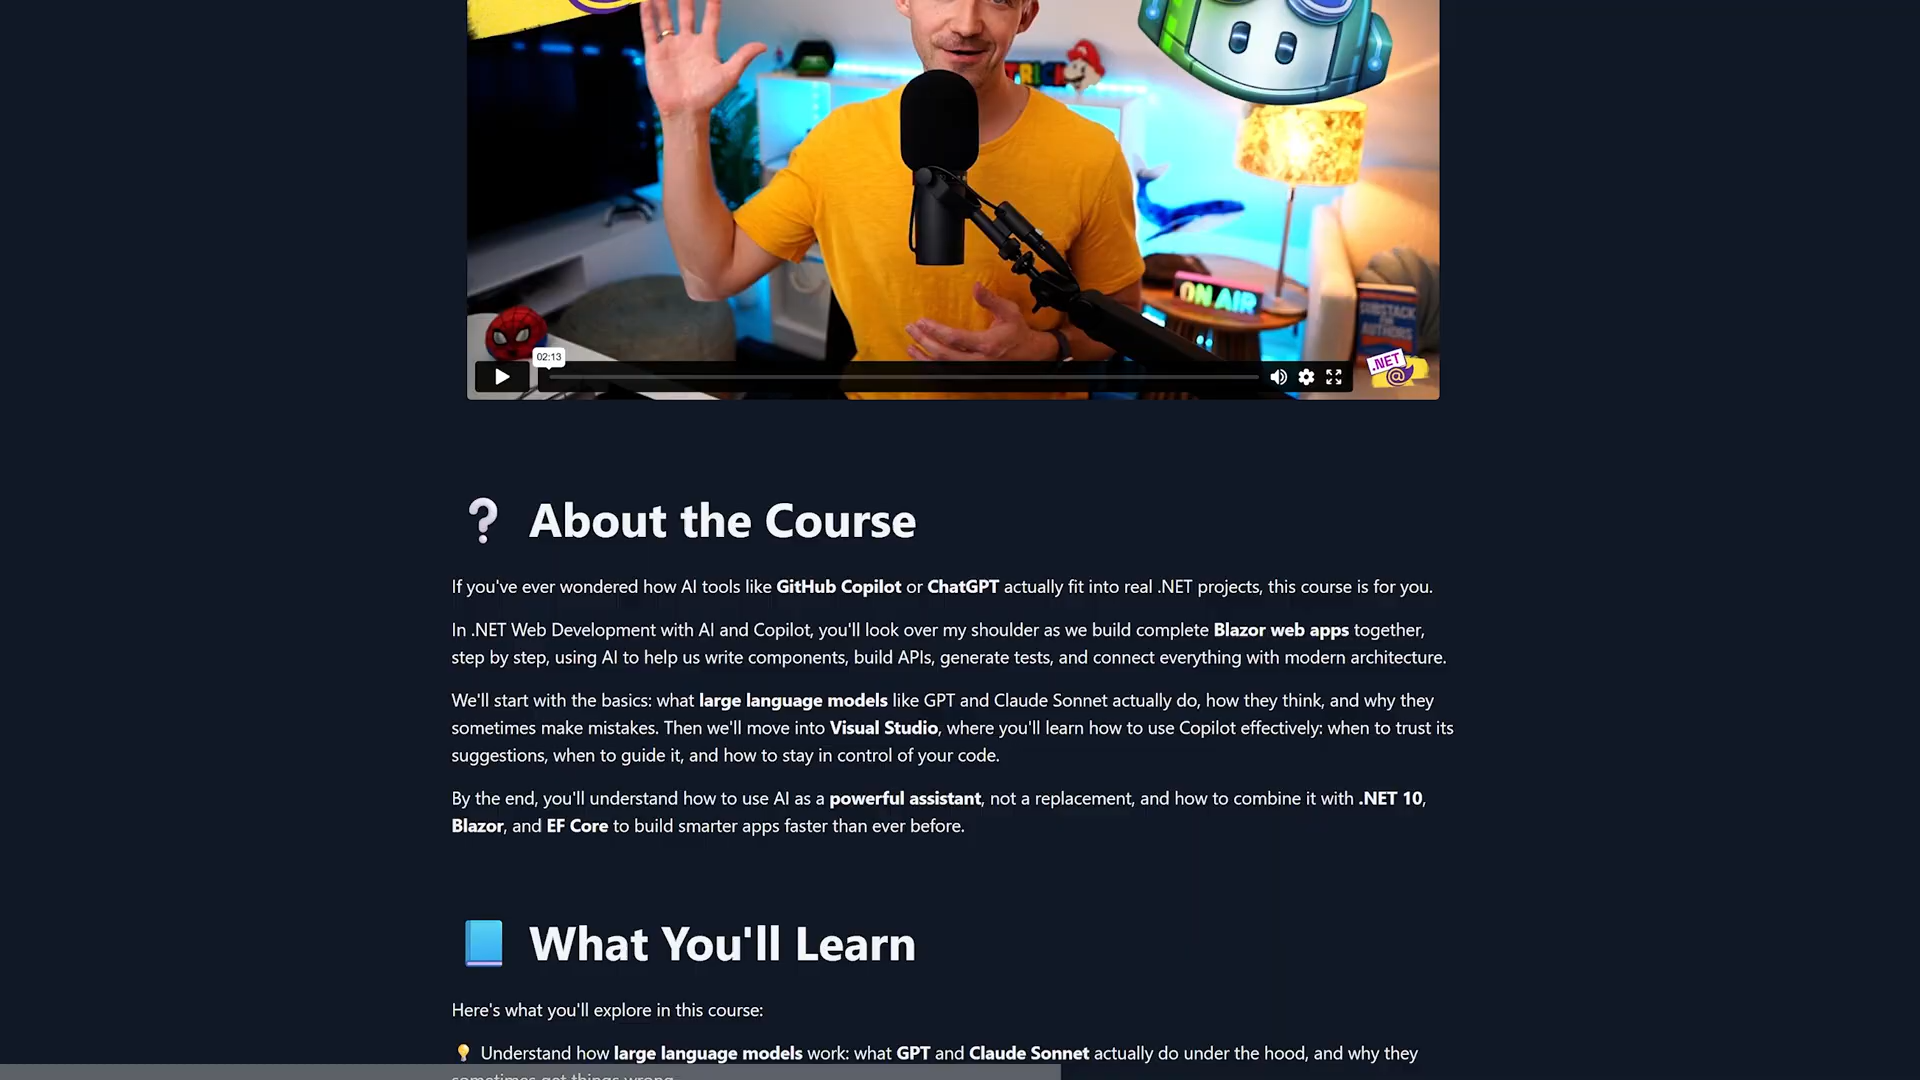 TRICK
ON AIR
SUBSTACK
FOR
AUTHORS
02:13
.NET
@
❔ About the Course
If you've ever wondered how AI tools like GitHub Copilot or ChatGPT actually fit into real .NET projects, this course is for you.
In .NET Web Development with AI and Copilot, you'll look over my shoulder as we build complete Blazor web apps together,
step by step, using AI to help us write components, build APIs, generate tests, and connect everything with modern architecture.
We'll start with the basics: what large language models like GPT and Claude Sonnet actually do, how they think, and why they
sometimes make mistakes. Then we'll move into Visual Studio, where you'll learn how to use Copilot effectively: when to trust its
suggestions, when to guide it, and how to stay in control of your code.
By the end, you'll understand how to use AI as a powerful assistant, not a replacement, and how to combine it with .NET 10,
Blazor, and EF Core to build smarter apps faster than ever before.
📘 What You'll Learn
Here's what you'll explore in this course:
💡 Understand how large language models work: what GPT and Claude Sonnet actually do under the hood, and why they
sometimes get things wrong.